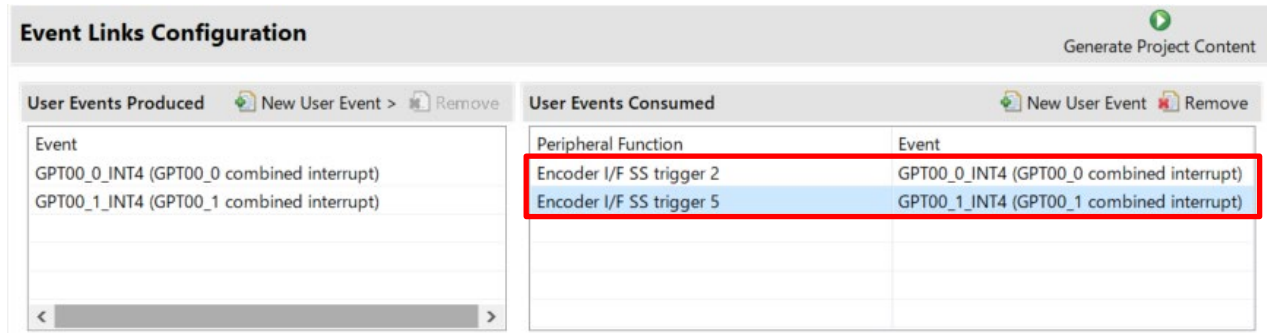 Event Links Configuration
Generate Project Content
User Events Produced New User Event > Remove
Event
GPT00_0_INT4 (GPT00_0 combined interrupt)
GPT00_1_INT4 (GPT00_1 combined interrupt)
User Events Consumed New User Event Remove
Peripheral Function Event
Encoder I/F SS trigger 2 GPT00_0_INT4 (GPT00_0 combined interrupt)
Encoder I/F SS trigger 5 GPT00_1_INT4 (GPT00_1 combined interrupt)